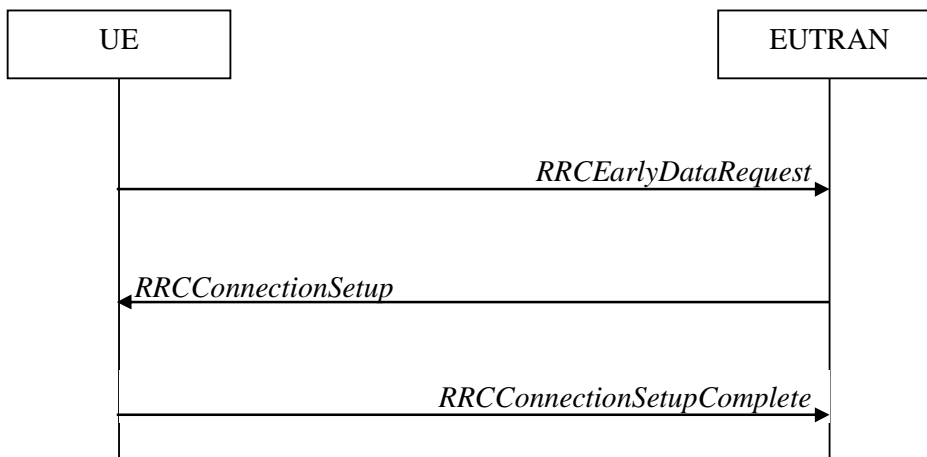 UE
EUTRAN
RRCEarlyDataRequest
RRCConnectionSetup
RRCConnectionSetupComplete